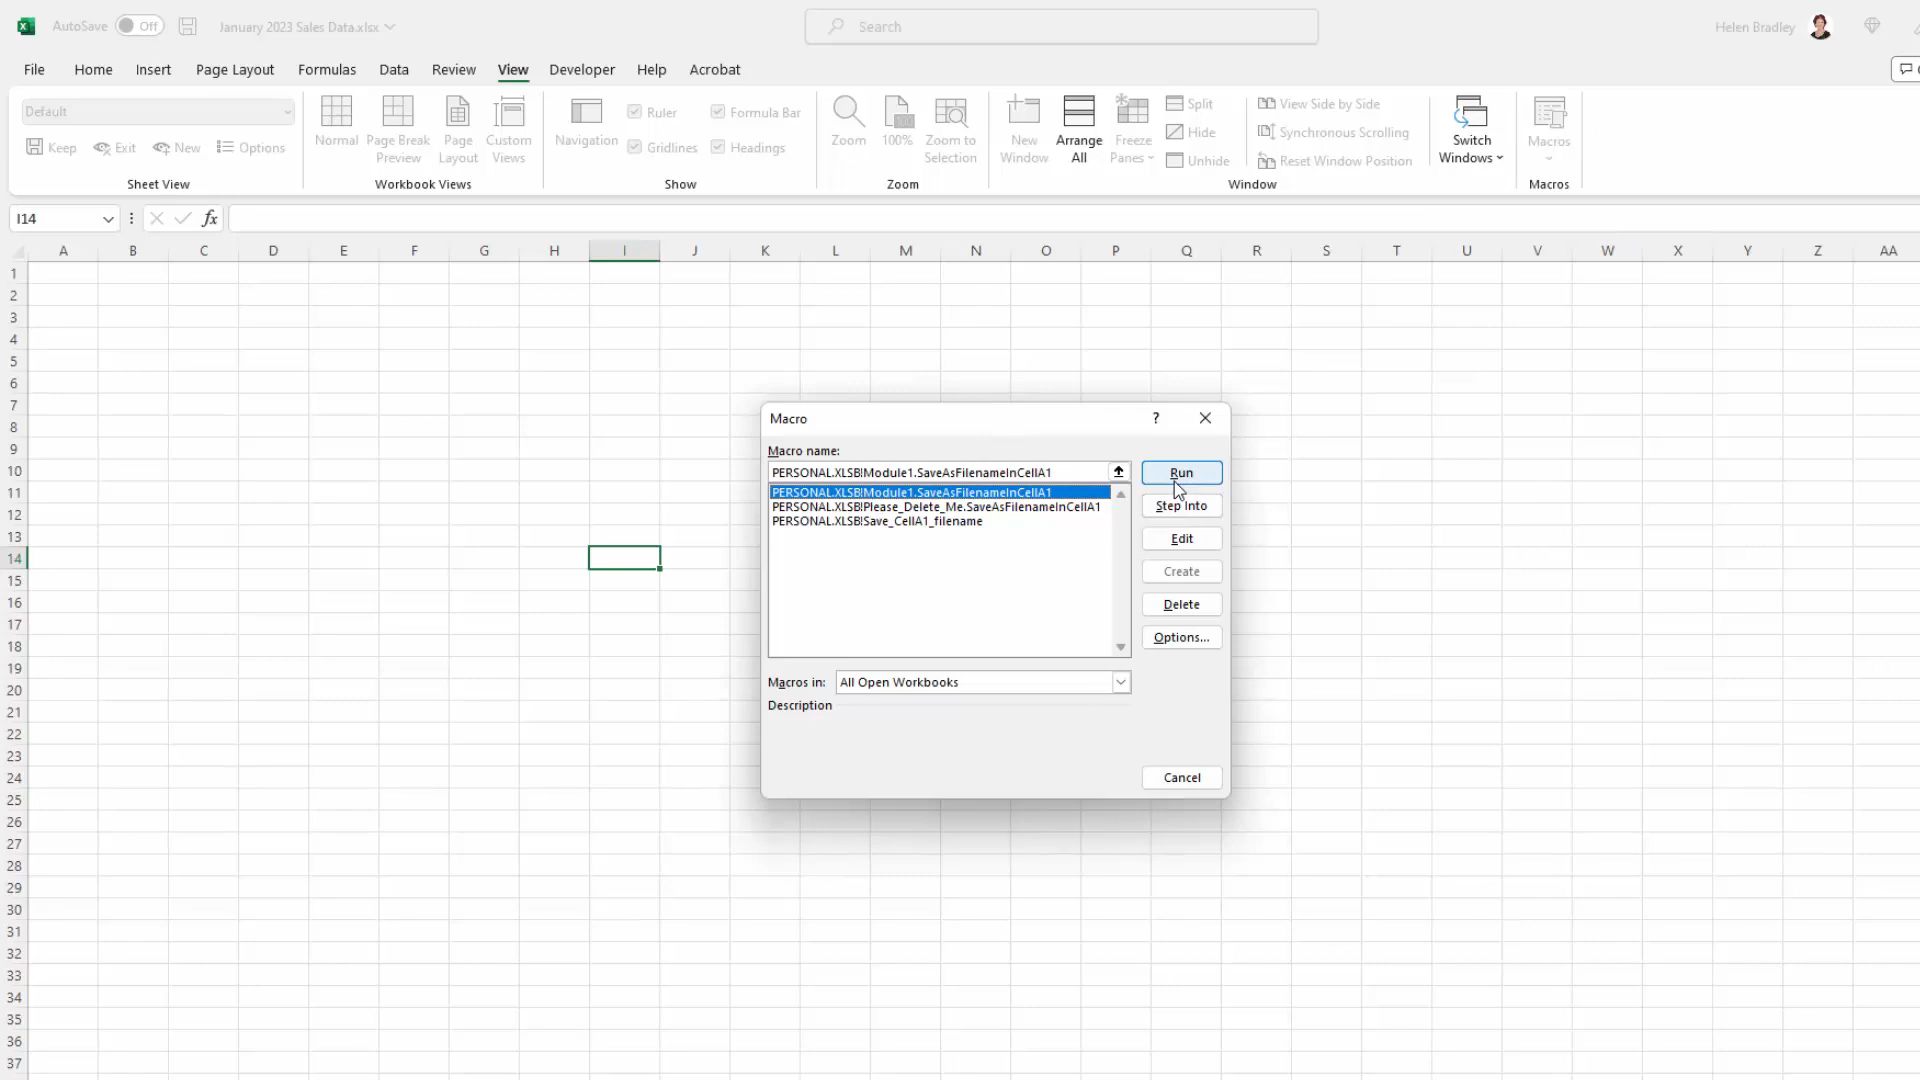 AutoSave Off January 2023 Sales Data.xlsx Search Helen Bradley
File Home Insert Page Layout Formulas Data Review View Developer Help Acrobat
Default
Keep Exit New Options
Sheet View
Normal
Page Break Preview
Page Layout
Custom Views
Workbook Views
Navigation
Ruler Formula Bar
Gridlines Headings
Show
Zoom
100%
Zoom to Selection
Zoom
New Window
Arrange All
Freeze Panes
Split
Hide
Unhide
View Side by Side
Synchronous Scrolling
Reset Window Position
Switch Windows
Window
Macros
Macros
I14 fx
A B C D E F G H I J K L M N O P Q R S T U V W X Y Z AA
1
2
3
4
5
6
7
8
9
10
11
12
13
14
15
16
17
18
19
20
21
22
23
24
25
26
27
28
29
30
31
32
33
34
35
36
37
Macro ?
Macro name:
PERSONAL.XLSB!Module1.SaveAsFilenameInCellA1
PERSONAL.XLSB!Module1.SaveAsFilenameInCellA1
PERSONAL.XLSB!Please_Delete_Me.SaveAsFilenameInCellA1
PERSONAL.XLSB!Save_CellA1_filename
Run
Step Into
Edit
Create
Delete
Options...
Macros in: All Open Workbooks
Description
Cancel